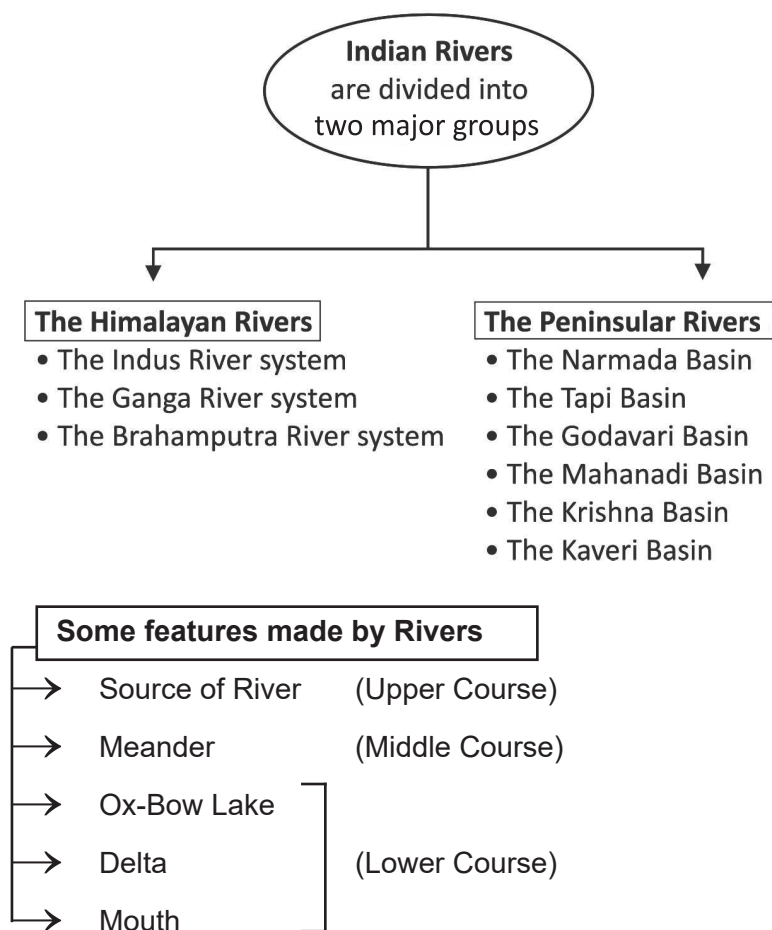 Indian Rivers
are divided into
two major groups
The Himalayan Rivers
• The Indus River system
• The Ganga River system
• The Brahamputra River system
The Peninsular Rivers
• The Narmada Basin
• The Tapi Basin
• The Godavari Basin
• The Mahanadi Basin
• The Krishna Basin
• The Kaveri Basin
Some features made by Rivers
Source of River (Upper Course)
Meander (Middle Course)
Ox-Bow Lake
Delta (Lower Course)
Mouth